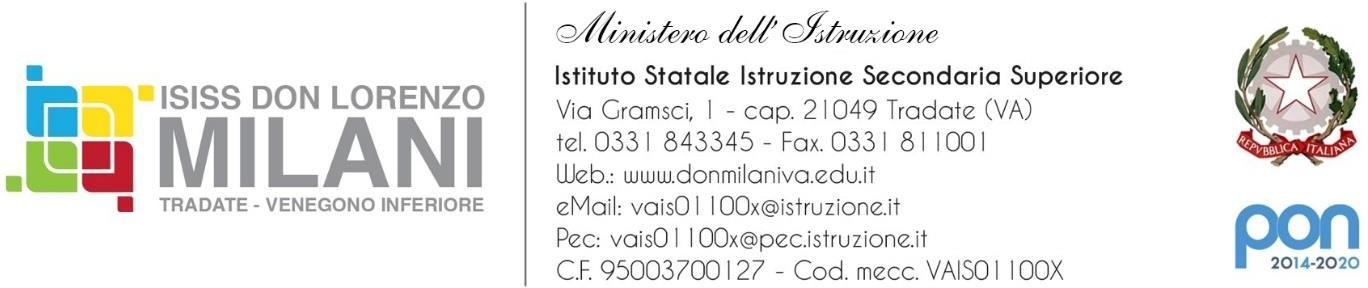 ISISS DON LORENZO
MILANI
TRADATE - VENEGONO INFERIORE
Ministero dell' Istruzione
Istituto Statale Istruzione Secondaria Superiore
Via Gramsci, 1 - cap. 21049 Tradate (VA)
tel. 0331 843345 - Fax. 0331 811001
Web.: www.donmilaniva.edu.it
eMail: vais01100x@istruzione.it
Pec: vais01100x@pec.istruzione.it
C.F. 95003700127 - Cod. mecc. VAIS01100X
REPVBBLICA ITALIANA
pon
2014-2020